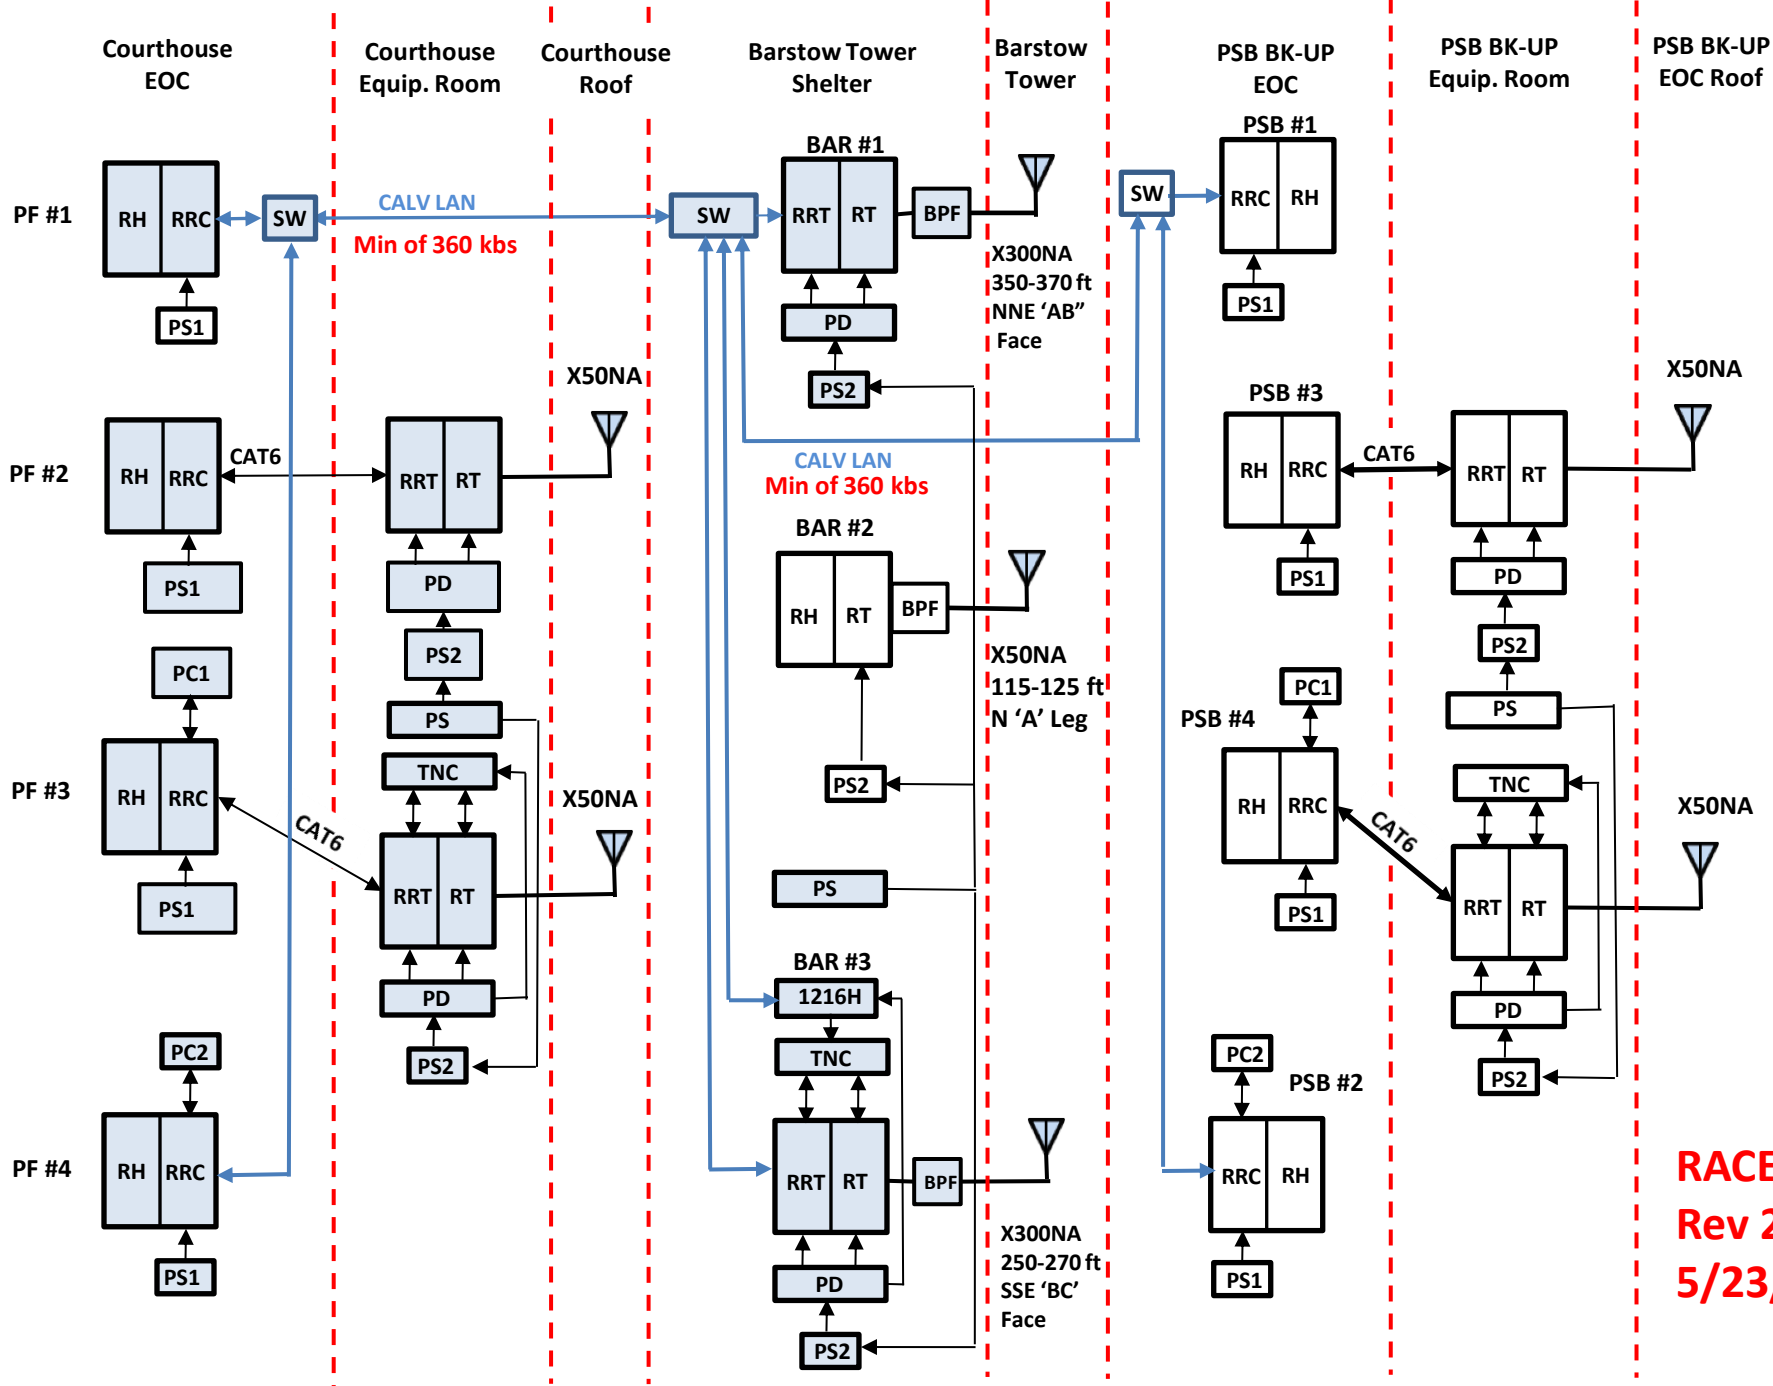 Courthouse
EOC
Courthouse
Equip. Room
Courthouse
Roof
Barstow Tower
Shelter
Barstow
Tower
PSB BK-UP
EOC
PSB BK-UP
Equip. Room
PSB BK-UP
EOC Roof
PF #1
RH
RRC
SW
PS1
CALV LAN
Min of 360 kbs
SW
BAR #1
RRT
RT
BPF
PD
PS2
X300NA
350-370 ft
NNE ‘AB”
Face
SW
PSB #1
RRC
RH
PS1
PF #2
RH
RRC
PS1
CAT6
RRT
RT
PD
PS2
PS
X50NA
CALV LAN
Min of 360 kbs
BAR #2
RH
RT
BPF
PS2
X50NA
115-125 ft
N ‘A’ Leg
PSB #3
RH
RRC
PS1
CAT6
RRT
RT
PD
PS2
PS
X50NA
PF #3
PC1
RH
RRC
PS1
CAT6
TNC
RRT
RT
PD
PS2
X50NA
PS
PSB #4
PC1
RH
RRC
PS1
CAT6
TNC
RRT
RT
PD
PS2
X50NA
PF #4
PC2
RH
RRC
PS1
BAR #3
1216H
TNC
RRT
RT
BPF
PD
PS2
X300NA
250-270 ft
SSE ‘BC’
Face
PSB #2
PC2
RRC
RH
PS1
RACE
Rev 2
5/23/